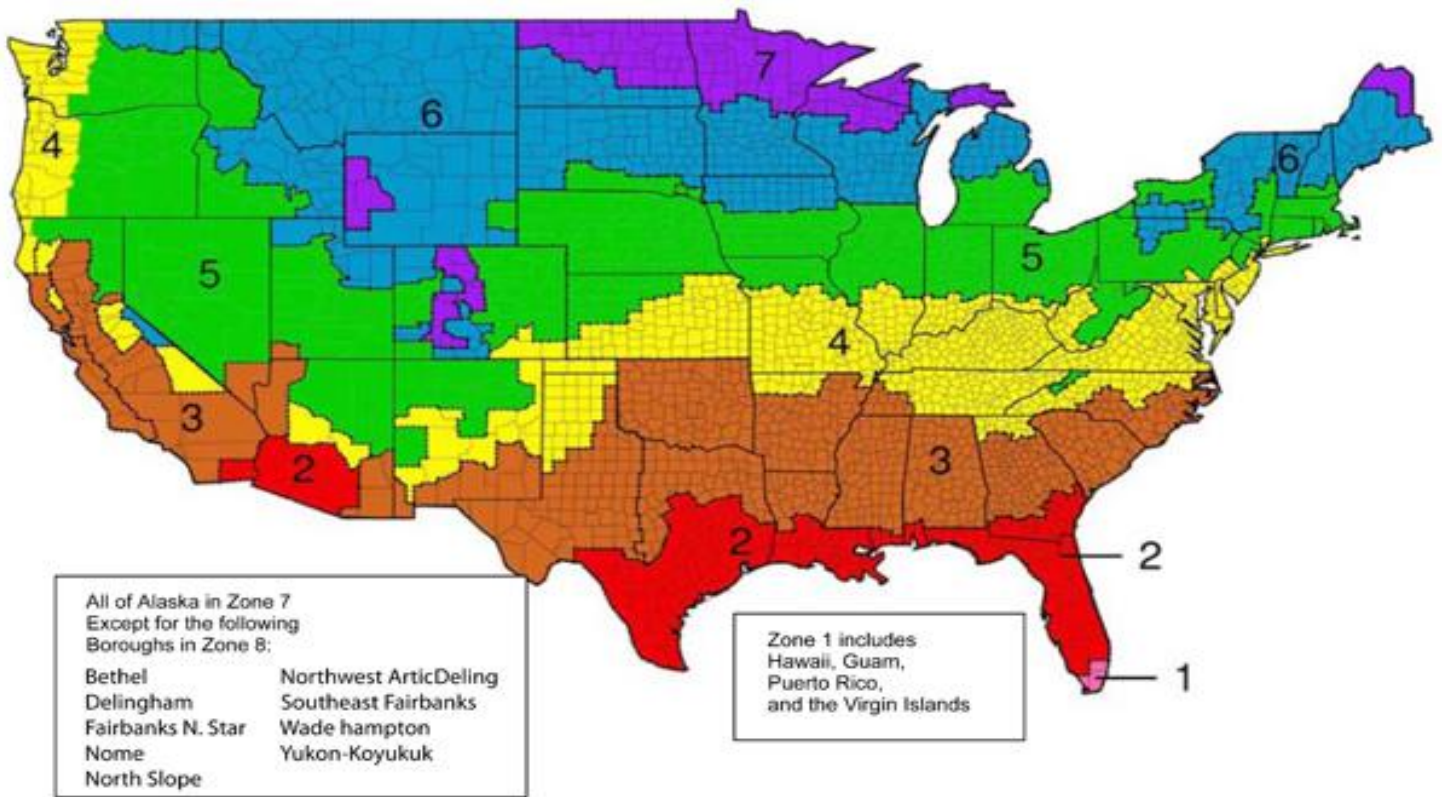 7
6
4
6
5
5
4
3
3
2
2
2
1
All of Alaska in Zone 7
Except for the following
Boroughs in Zone 8:
Bethel Northwest ArticDeling
Delingham Southeast Fairbanks
Fairbanks N. Star Wade hampton
Nome Yukon-Koyukuk
North Slope
Zone 1 includes
Hawaii, Guam,
Puerto Rico,
and the Virgin Islands